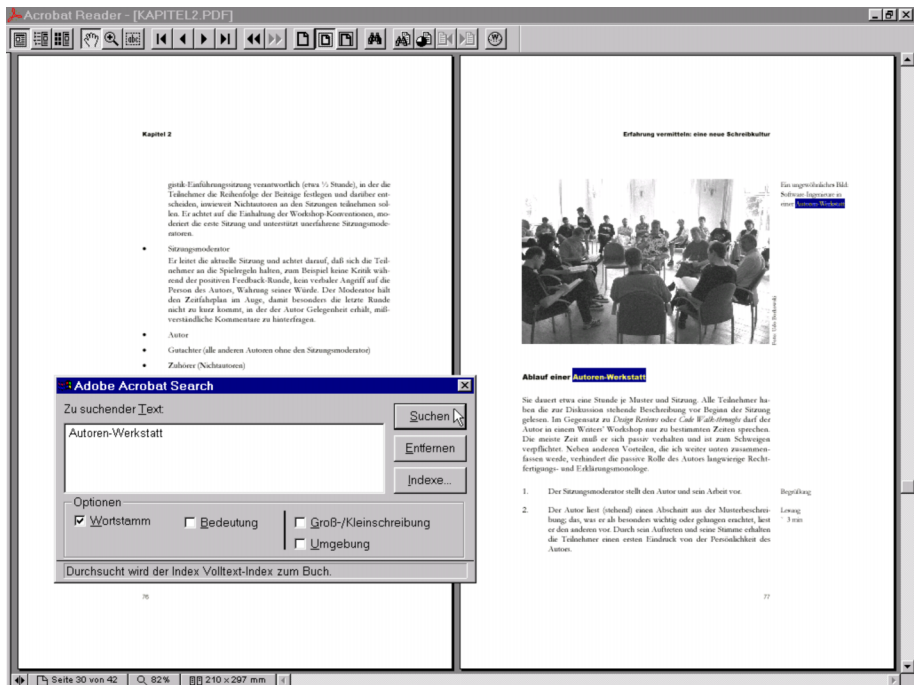 Acrobat Reader - [KAPITEL2.PDF]
Kapitel 2
gistik-Einführungssitzung verantwortlich (etwa ½ Stunde), in der die
Teilnehmer die Reihenfolge der Beiträge festlegen und darüber ent-
scheiden, inwieweit Nichtautoren an den Sitzungen teilnehmen sol-
len. Er achtet auf die Einhaltung der Workshop-Konventionen, mo-
deriert die erste Sitzung und unterstützt unerfahrene Sitzungsmode-
ratoren.
• Sitzungsmoderator
Er leitet die aktuelle Sitzung und achtet darauf, daß sich die Teil-
nehmer an die Spielregeln halten, zum Beispiel keine Kritik wäh-
rend der positiven Feedback-Runde, kein verbaler Angriff auf die
Person des Autors, Wahrung seiner Würde. Der Moderator hält
den Zeitfahrplan im Auge, damit besonders die letzte Runde
nicht zu kurz kommt, in der der Autor Gelegenheit erhält, miß-
verständliche Kommentare zu hinterfragen.
• Autor
• Gutachter (alle anderen Autoren ohne den Sitzungsmoderator)
• Zuhörer (Nichtautoren)
76
Erfahrung vermitteln: eine neue Schreibkultur
Ein ungewöhnliches Bild:
Software-Ingenieure in
einer Autoren-Werkstatt
Foto: Udo
Ablauf einer Autoren-Werkstatt
Sie dauert etwa eine Stunde je Muster und Sitzung. Alle Teilnehmer ha-
ben die zur Diskussion stehende Beschreibung vor Beginn der Sitzung
gelesen. Im Gegensatz zu Design Reviews oder Code Walk-throughs darf der
Autor in einem Writers' Workshop nur zu bestimmten Zeiten sprechen.
Die meiste Zeit muß er sich passiv verhalten und ist zum Schweigen
verpflichtet. Neben anderen Vorteilen, die ich weiter unten zusammen-
fassen werde, verhindert die passive Rolle des Autors langwierige Recht-
fertigungs- und Erklärungsmonologe.
1. Der Sitzungsmoderator stellt den Autor und sein Arbeit vor. Begrüßung
2. Der Autor liest (stehend) einen Abschnitt aus der Musterbeschrei- Lesung
bung; das, was er als besonders wichtig oder gelungen erachtet, liest ` 3 min
er den anderen vor. Durch sein Auftreten und seine Stimme erhalten
die Teilnehmer einen ersten Eindruck von der Persönlichkeit des
Autors.
77
Adobe Acrobat Search
Zu suchender Text:
Autoren-Werkstatt
Suchen
Entfernen
Indexe...
Optionen
Wortstamm Bedeutung Groß-/Kleinschreibung
Umgebung
Durchsucht wird der Index Volltext-Index zum Buch.
Seite 30 von 42 82% 210 x 297 mm